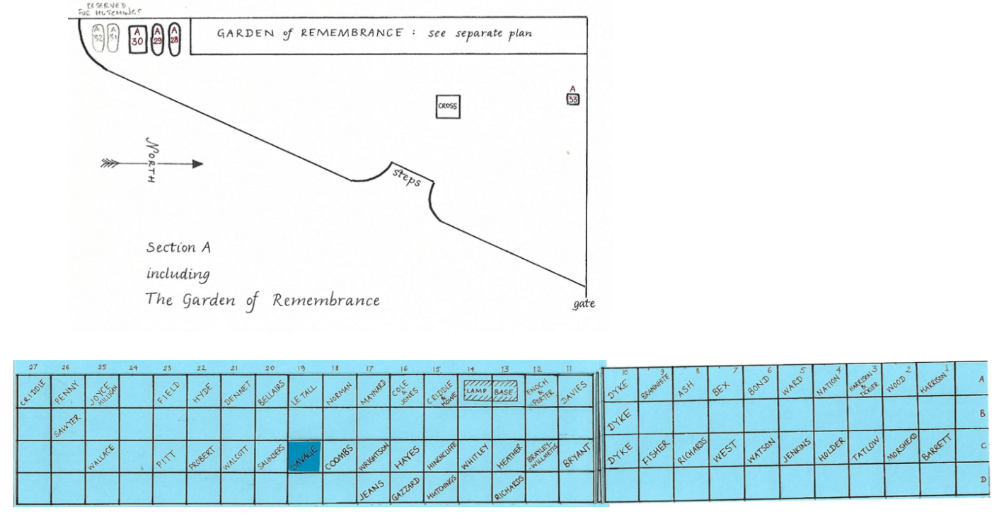 RESERVED
FOR HUTCHINGS
A 32 A 31 A 30 A 29 A 28
GARDEN of REMEMBRANCE : see separate plan
A 33
CROSS
NORTH
steps
Section A
including
The Garden of Remembrance
gate
27 26 25 24 23 22 21 20 19 18 17 16 15 14 13 12 11 10 9 8 7 6 5 4 3 2 1
CRIDDLE PENNY JOYCE MILLIGAN FIELD HYDE DENNET BELLAIRS LE TALL NORMAN MAYNARD COLE & JONES CRIDDLE & HOWE LAMP BASE ENOCH & PORTER DAVIES DYKE BRANWHITE ASH BEX BOND WARD NATION HARRISON & TICKER WOOD HARRISON A
SAWYER DYKE B
WALLACE PITT PROBERT WALCOTT SAUNDERS SAVAGE COOMBS WRIGHTSON HAYES HINCHCLIFFE WHITLEY HEATHER BRAYLEY-WILLMETTS BRYANT DYKE FISHER RICHARDS WEST WATSON JENKINS HOLDER TATLOW MORSHEAD BARRETT C
JEANS GAZZARD HUTCHINGS RICHARDS D